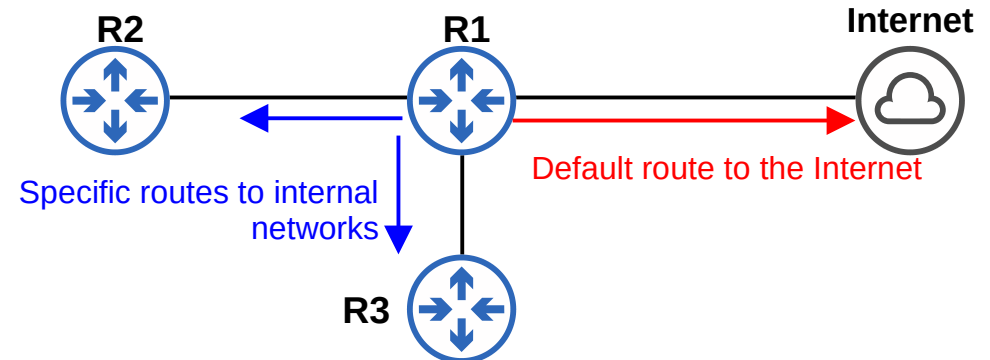 R2
R1
Internet
Default route to the Internet
Specific routes to internal
networks
R3